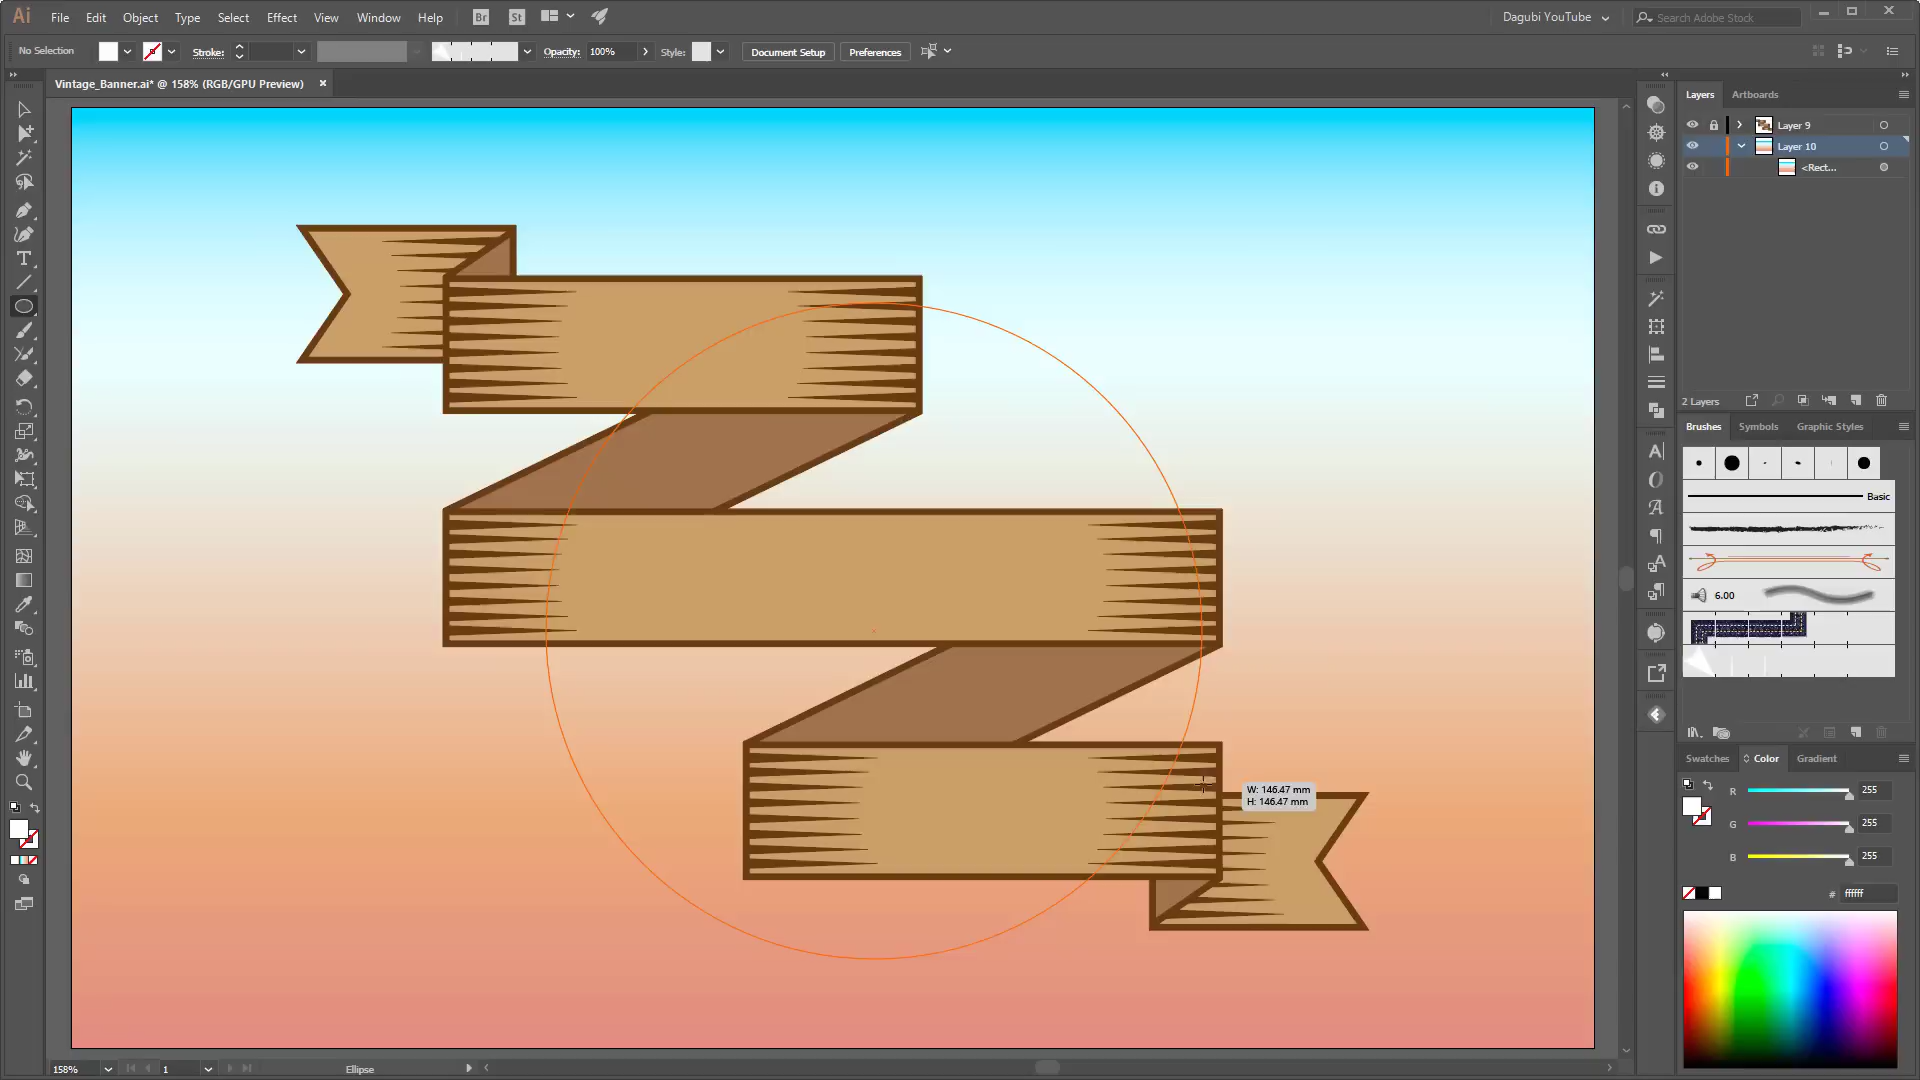 Ai File Edit Object Type Select Effect View Window Help Br St Dagubi YouTube Search Adobe Stock
No Selection Stroke: Opacity: 100% Style: Document Setup Preferences
Vintage_Banner.ai* @ 158% (RGB/GPU Preview) ×
Layers Artboards
Layer 9
Layer 10
<Rect...
2 Layers
Brushes Symbols Graphic Styles
Basic
6.00
W: 146.47 mm
H: 146.47 mm
Swatches Color Gradient
R 255
G 255
B 255
# ffffff
158% 1 Ellipse